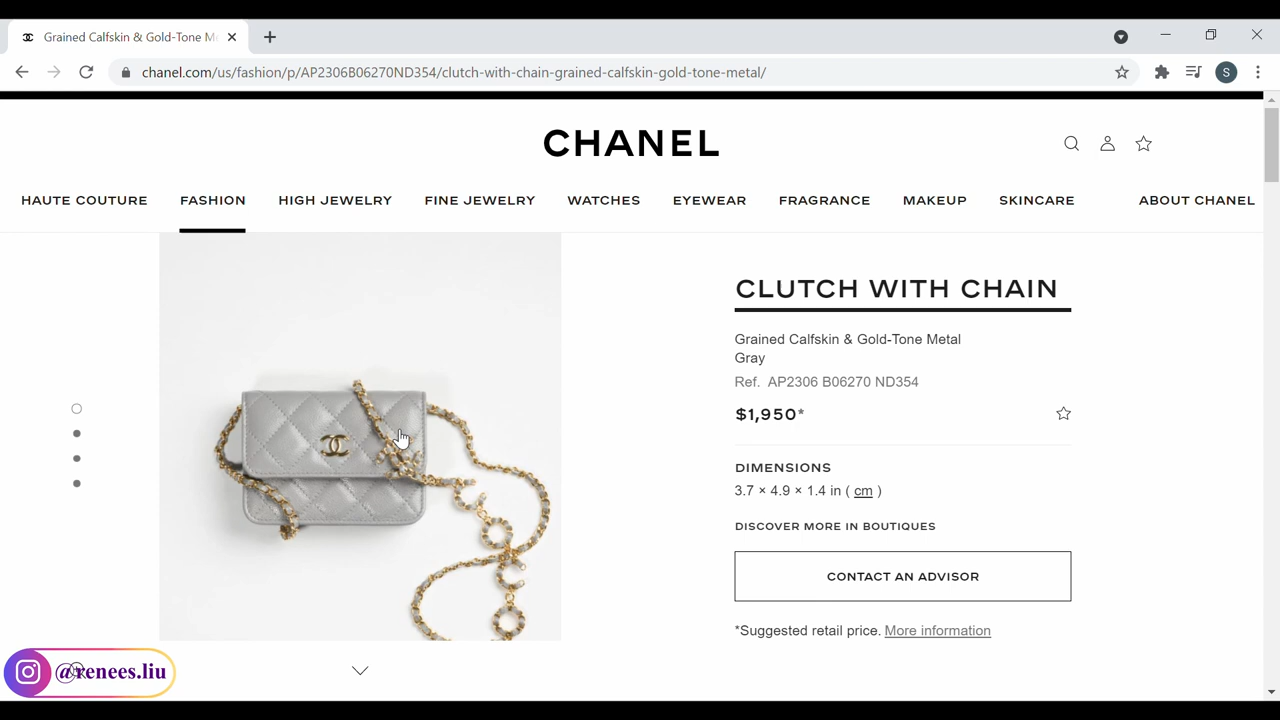 Grained Calfskin & Gold-Tone M
chanel.com/us/fashion/p/AP2306B06270ND354/clutch-with-chain-grained-calfskin-gold-tone-metal/
S
CHANEL
HAUTE COUTURE
FASHION
HIGH JEWELRY
FINE JEWELRY
WATCHES
EYEWEAR
FRAGRANCE
MAKEUP
SKINCARE
ABOUT CHANEL
CLUTCH WITH CHAIN
Grained Calfskin & Gold-Tone Metal
Gray
Ref. AP2306 B06270 ND354
$1,950*
DIMENSIONS
3.7 × 4.9 × 1.4 in ( cm )
DISCOVER MORE IN BOUTIQUES
CONTACT AN ADVISOR
*Suggested retail price. More information
@renees.liu